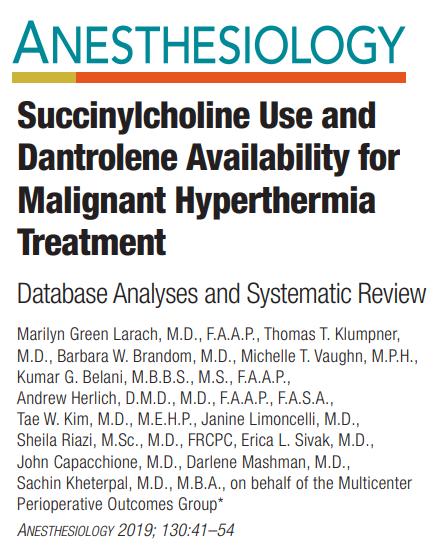 ANESTHESIOLOGY
Succinylcholine Use and
Dantrolene Availability for
Malignant Hyperthermia
Treatment
Database Analyses and Systematic Review
Marilyn Green Larach, M.D., F.A.A.P., Thomas T. Klumpner,
M.D., Barbara W. Brandom, M.D., Michelle T. Vaughn, M.P.H.,
Kumar G. Belani, M.B.B.S., M.S., F.A.A.P.,
Andrew Herlich, D.M.D., M.D., F.A.A.P., F.A.S.A.,
Tae W. Kim, M.D., M.E.H.P., Janine Limoncelli, M.D.,
Sheila Riazi, M.Sc., M.D., FRCPC, Erica L. Sivak, M.D.,
John Capacchione, M.D., Darlene Mashman, M.D.,
Sachin Kheterpal, M.D., M.B.A., on behalf of the Multicenter
Perioperative Outcomes Group*
ANESTHESIOLOGY 2019; 130:41–54